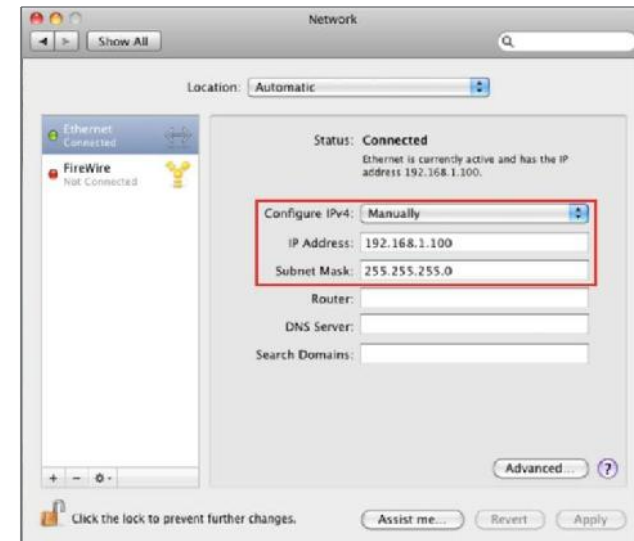 Network
Show All
Location: Automatic
Ethernet
Connected
FireWire
Not Connected
Status: Connected
Ethernet is currently active and has the IP
address 192.168.1.100.
Configure IPv4: Manually
IP Address: 192.168.1.100
Subnet Mask: 255.255.255.0
Router:
DNS Server:
Search Domains:
Advanced... ?
+ −
Click the lock to prevent further changes.
Assist me... Revert Apply